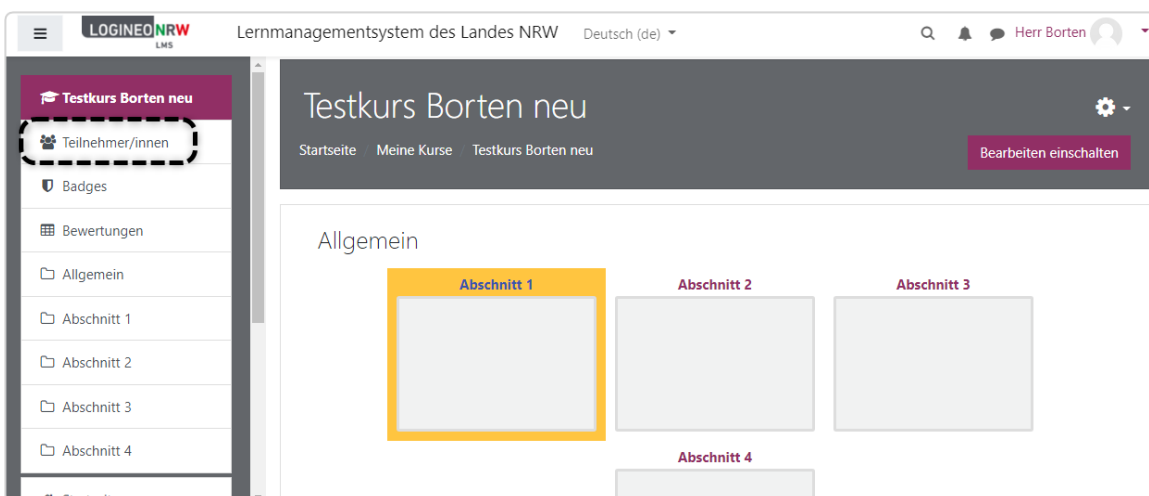 LOGINEO NRW
LMS
Lernmanagementsystem des Landes NRW
Deutsch (de)
Herr Borten
Testkurs Borten neu
Teilnehmer/innen
Badges
Bewertungen
Allgemein
Abschnitt 1
Abschnitt 2
Abschnitt 3
Abschnitt 4
Testkurs Borten neu
Startseite / Meine Kurse / Testkurs Borten neu
Bearbeiten einschalten
Allgemein
Abschnitt 1
Abschnitt 2
Abschnitt 3
Abschnitt 4